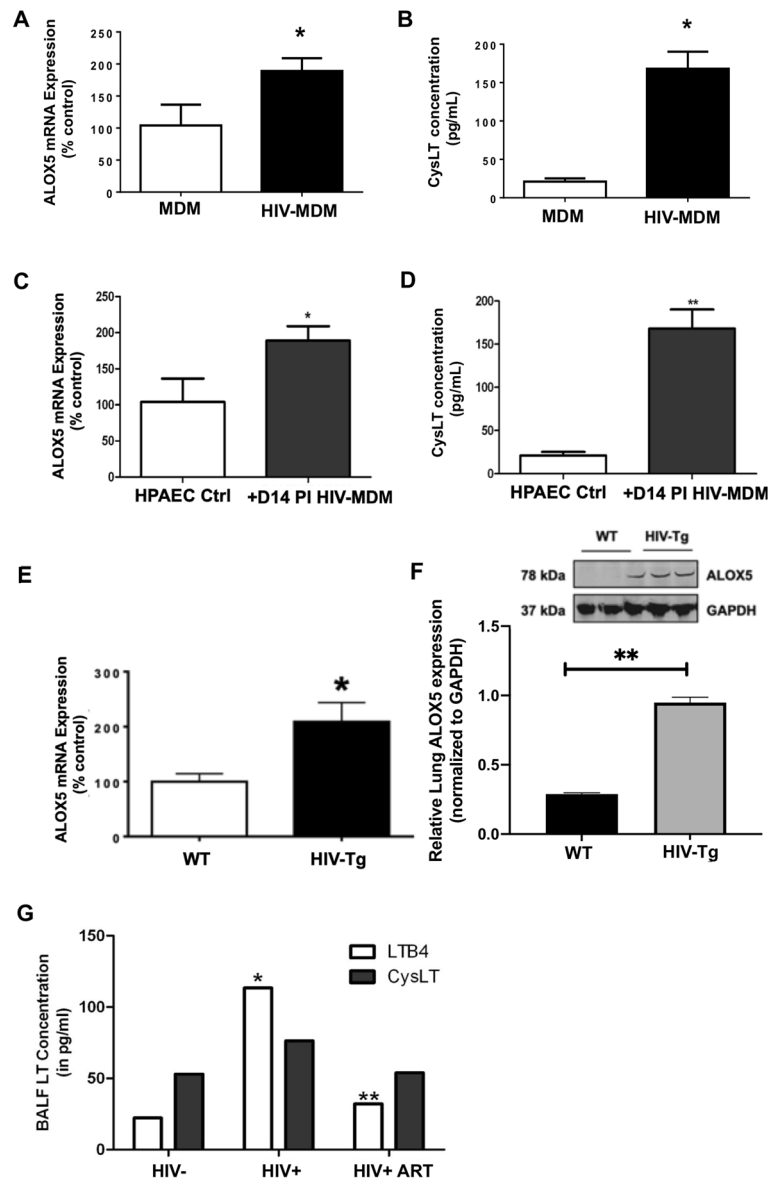 A
ALOX5 mRNA Expression
(% control)
250
200
150
100
50
0
*
MDM
HIV-MDM
B
CysLT concentration
(pg/mL)
200
150
100
50
0
*
MDM
HIV-MDM
C
ALOX5 mRNA Expression
(% control)
250
200
150
100
50
0
*
HPAEC Ctrl
+D14 PI HIV-MDM
D
CysLT concentration
(pg/mL)
200
150
100
50
0
**
HPAEC Ctrl
+D14 PI HIV-MDM
E
ALOX5 mRNA Expression
(% control)
300
200
100
0
*
WT
HIV-Tg
F
WT
HIV-Tg
78 kDa
ALOX5
37 kDa
GAPDH
Relative Lung ALOX5 expression
(normalized to GAPDH)
1.5
1.0
0.5
0.0
**
WT
HIV-Tg
G
BALF LT Concentration
(in pg/ml)
150
100
50
0
LTB4
CysLT
*
**
HIV-
HIV+
HIV+ ART